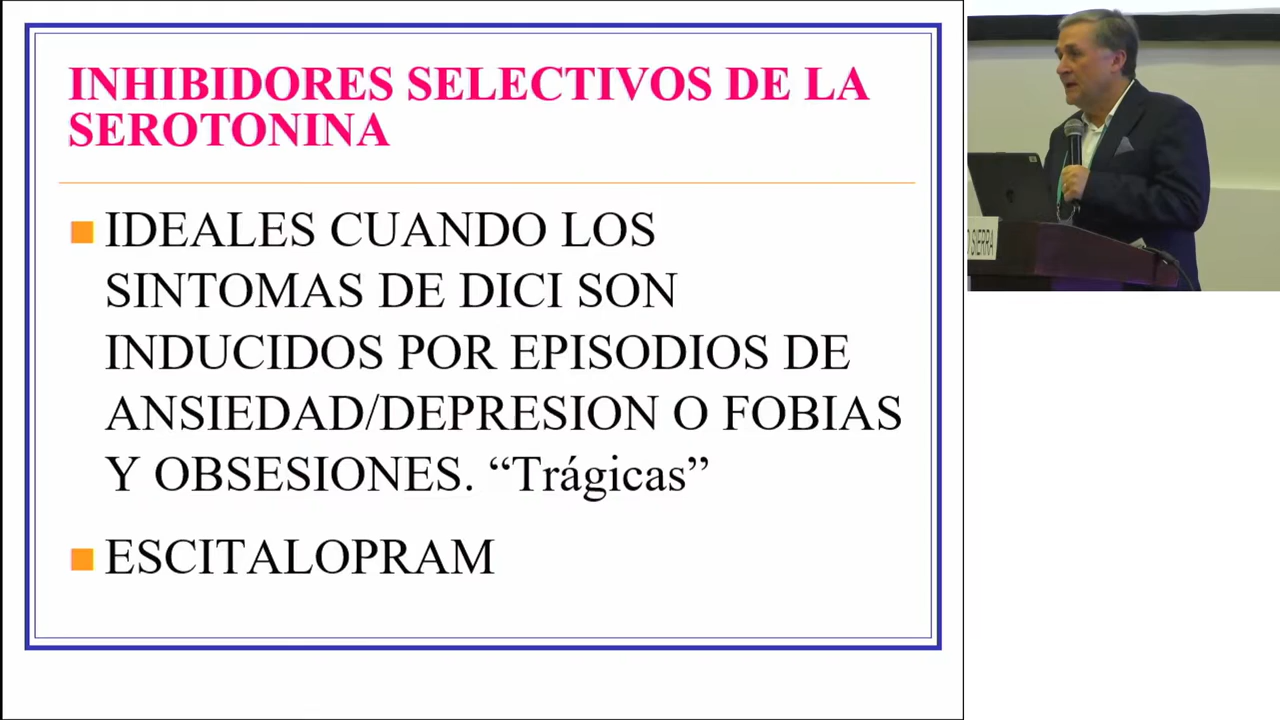 INHIBIDORES SELECTIVOS DE LA
SEROTONINA
IDEALES CUANDO LOS
SINTOMAS DE DICI SON
INDUCIDOS POR EPISODIOS DE
ANSIEDAD/DEPRESION O FOBIAS
Y OBSESIONES. “Trágicas”
ESCITALOPRAM
SIERRA